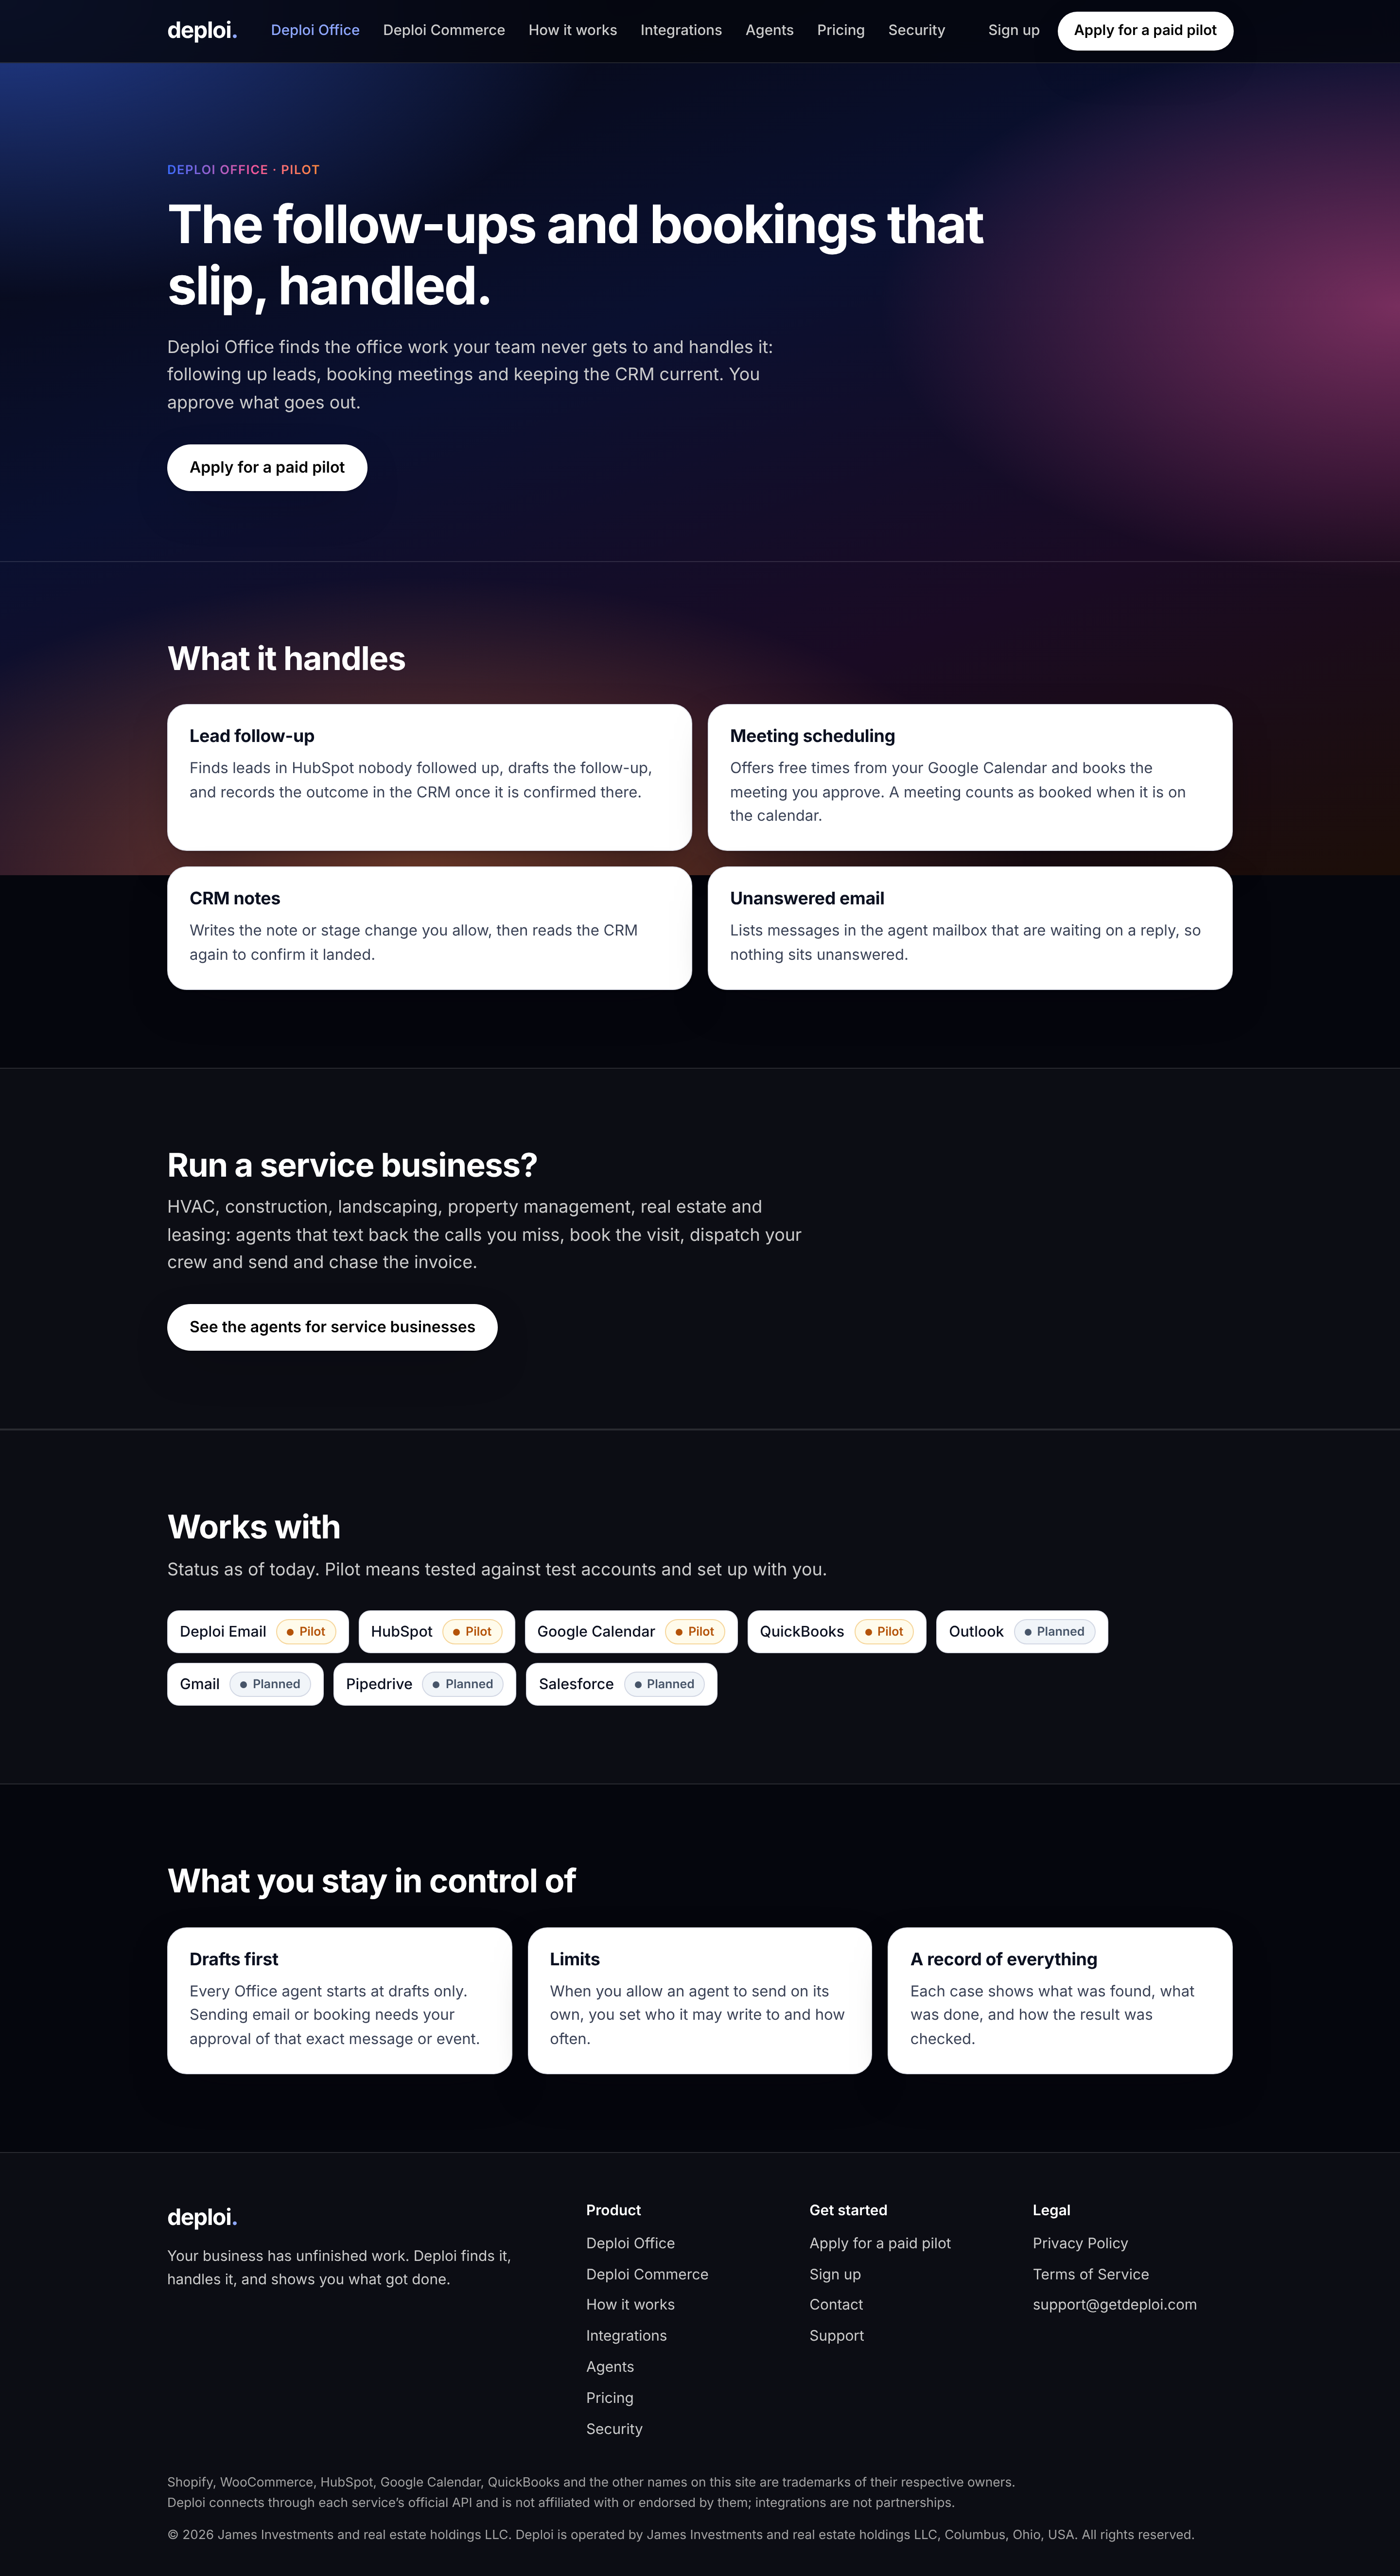 deploi.
Deploi Office
Deploi Commerce
How it works
Integrations
Agents
Pricing
Security
Sign up
Apply for a paid pilot
DEPLOI OFFICE · PILOT
The follow-ups and bookings that
slip, handled.
Deploi Office finds the office work your team never gets to and handles it:
following up leads, booking meetings and keeping the CRM current. You
approve what goes out.
Apply for a paid pilot
What it handles
Lead follow-up
Finds leads in HubSpot nobody followed up, drafts the follow-up,
and records the outcome in the CRM once it is confirmed there.
Meeting scheduling
Offers free times from your Google Calendar and books the
meeting you approve. A meeting counts as booked when it is on
the calendar.
CRM notes
Writes the note or stage change you allow, then reads the CRM
again to confirm it landed.
Unanswered email
Lists messages in the agent mailbox that are waiting on a reply, so
nothing sits unanswered.
Run a service business?
HVAC, construction, landscaping, property management, real estate and
leasing: agents that text back the calls you miss, book the visit, dispatch your
crew and send and chase the invoice.
See the agents for service businesses
Works with
Status as of today. Pilot means tested against test accounts and set up with you.
Deploi Email Pilot
HubSpot Pilot
Google Calendar Pilot
QuickBooks Pilot
Outlook Planned
Gmail Planned
Pipedrive Planned
Salesforce Planned
What you stay in control of
Drafts first
Every Office agent starts at drafts only.
Sending email or booking needs your
approval of that exact message or event.
Limits
When you allow an agent to send on its
own, you set who it may write to and how
often.
A record of everything
Each case shows what was found, what
was done, and how the result was
checked.
deploi.
Your business has unfinished work. Deploi finds it,
handles it, and shows you what got done.
Product
Deploi Office
Deploi Commerce
How it works
Integrations
Agents
Pricing
Security
Get started
Apply for a paid pilot
Sign up
Contact
Support
Legal
Privacy Policy
Terms of Service
support@getdeploi.com
Shopify, WooCommerce, HubSpot, Google Calendar, QuickBooks and the other names on this site are trademarks of their respective owners.
Deploi connects through each service’s official API and is not affiliated with or endorsed by them; integrations are not partnerships.
© 2026 James Investments and real estate holdings LLC. Deploi is operated by James Investments and real estate holdings LLC, Columbus, Ohio, USA. All rights reserved.